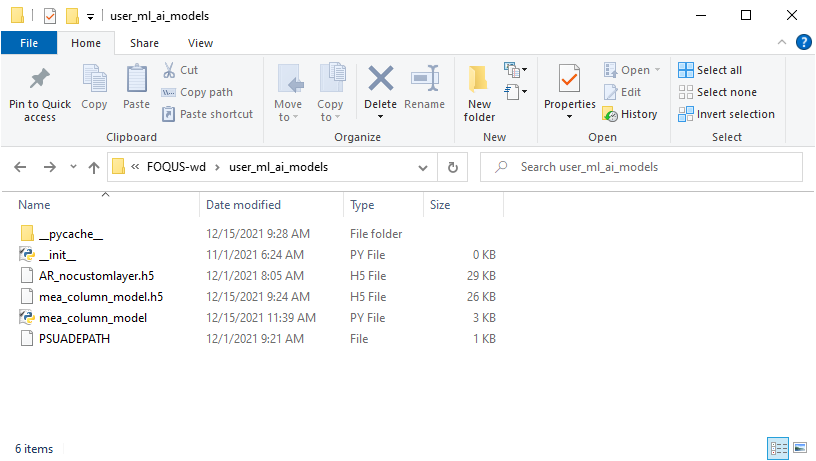 user_ml_ai_models
File Home Share View
Pin to Quick access
Copy
Paste
Cut
Copy path
Paste shortcut
Clipboard
Move to
Copy to
Delete
Rename
Organize
New folder
New
Properties
Open
Edit
History
Open
Select all
Select none
Invert selection
Select
« FOQUS-wd > user_ml_ai_models
Search user_ml_ai_models
Name Date modified Type Size
__pycache__ 12/15/2021 9:28 AM File folder
__init__ 11/1/2021 6:24 AM PY File 0 KB
AR_nocustomlayer.h5 12/1/2021 8:05 AM H5 File 29 KB
mea_column_model.h5 12/15/2021 9:24 AM H5 File 26 KB
mea_column_model 12/15/2021 11:39 AM PY File 3 KB
PSUADEPATH 12/1/2021 9:21 AM File 1 KB
6 items